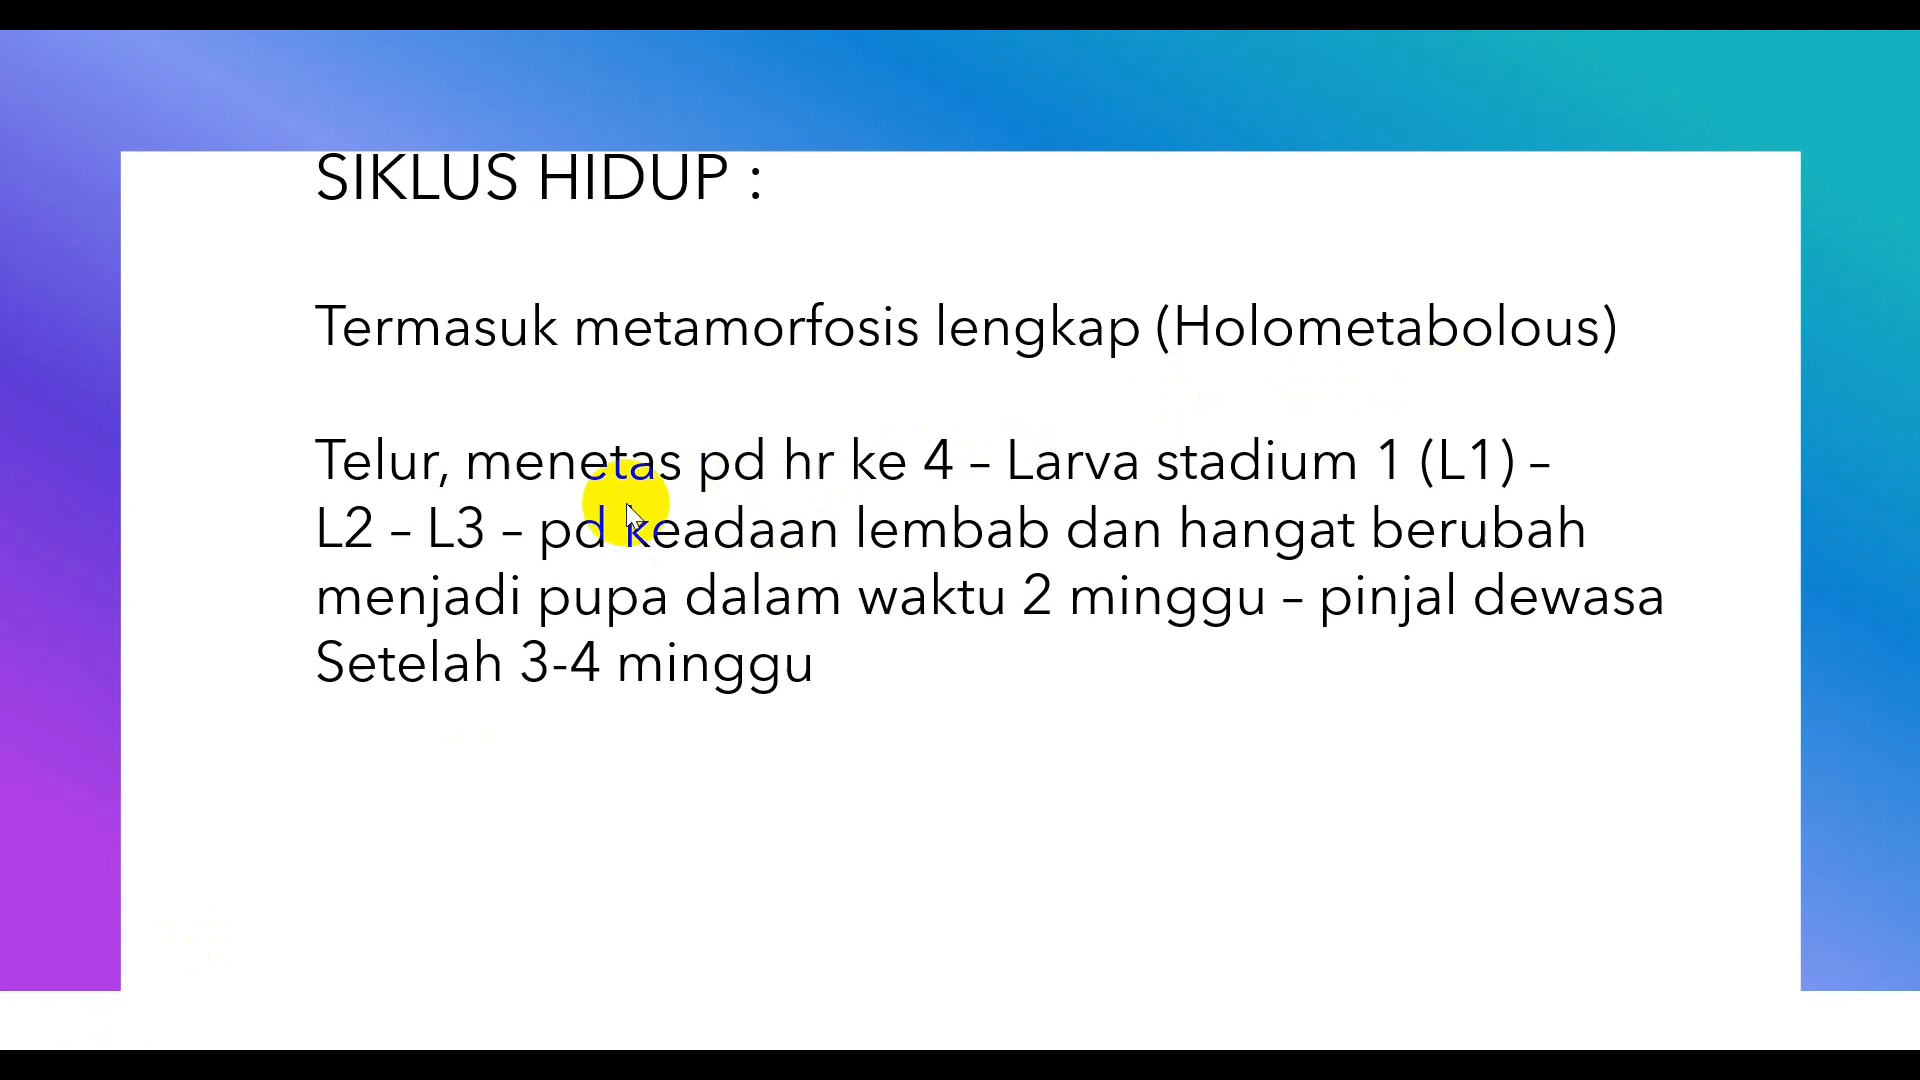 SIKLUS HIDUP :
Termasuk metamorfosis lengkap (Holometabolous)
Telur, menetas pd hr ke 4 – Larva stadium 1 (L1) –
L2 – L3 – pd keadaan lembab dan hangat berubah
menjadi pupa dalam waktu 2 minggu – pinjal dewasa
Setelah 3-4 minggu